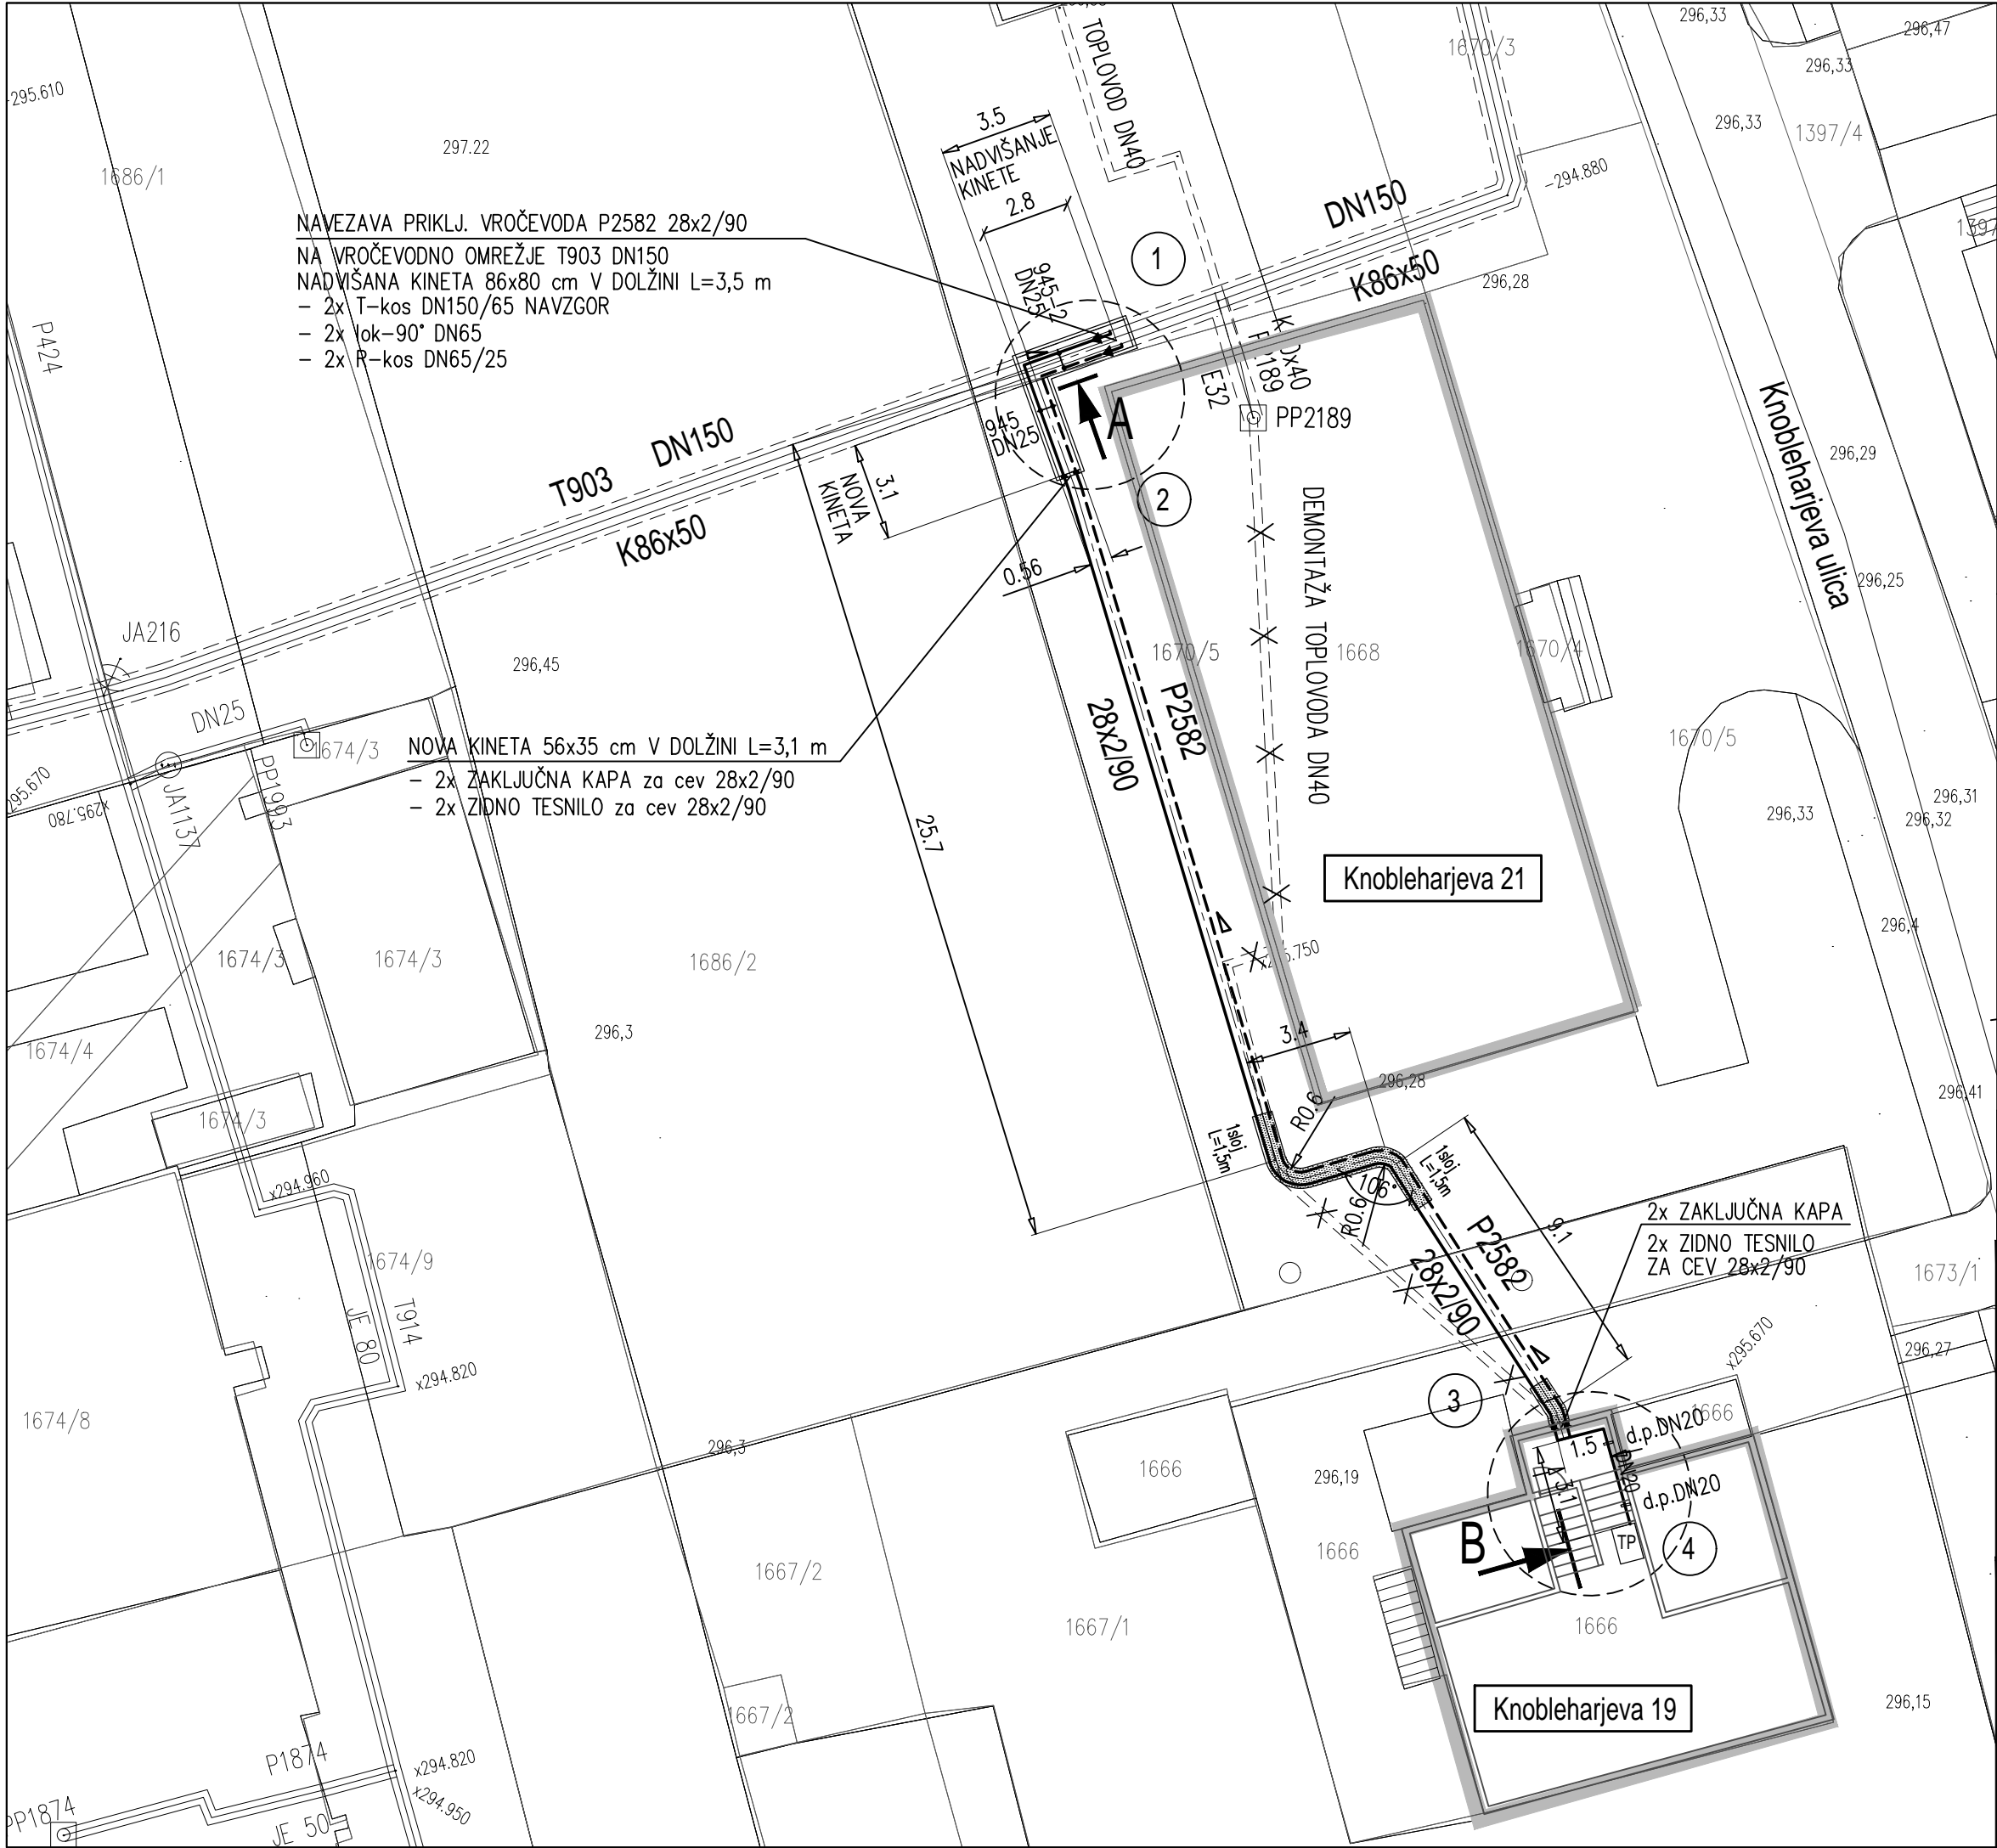 296,33
296,47
TOPLOVOD DN40
1670/3
296,33
-295.610
296,33
1397/4
3.5
NADVIŠANJE
KINETE
297.22
1686/1
-294.880
2.8
DN150
NAVEZAVA PRIKLJ. VROČEVODA P2582 28x2/90
NA VROČEVODNO OMREŽJE T903 DN150
NADVIŠANA KINETA 86x80 cm V DOLŽINI L=3,5 m
– 2x T-kos DN150/65 NAVZGOR
– 2x lok-90° DN65
– 2x R-kos DN65/25
1
945-2
DN25
K86x50
296,28
P424
E32
A
PP2189
945
DN25
Knobleharjeva ulica
296,29
T903 DN150
K86x50
3.1
NOVA
KINETA
2
DEMONTAŽA TOPLOVODA DN40
0.56
296,25
JA216
296,45
1670/5
1668
1670/4
P2582
28x2/90
DN25
1674/3
1670/5
NOVA KINETA 56x35 cm V DOLŽINI L=3,1 m
– 2x ZAKLJUČNA KAPA za cev 28x2/90
– 2x ZIDNO TESNILO za cev 28x2/90
PP1993
JA1137
x295.780
295.670
25.7
296,31
296,32
296,33
Knobleharjeva 21
296,4
1674/3
1674/3
1686/2
296,3
3.4
1674/4
296,28
296,41
1674/3
R0.6
1sloj
L=1,5m
1sloj
L=1,5m
106°
R0.6
x294.960
9.1
P2582
28x2/90
2x ZAKLJUČNA KAPA
2x ZIDNO TESNILO
ZA CEV 28x2/90
1674/9
1673/1
T914
JE 80
x295.670
296,27
x294.820
3
1674/8
296,3
1666
d.p.DN20
1.5
1666
296,19
DN20
3.1
d.p.DN20
B
TP
4
1666
1667/2
1667/1
1666
Knobleharjeva 19
296,15
1667/2
P1874
x294.820
x294.950
PP1874
JE 50